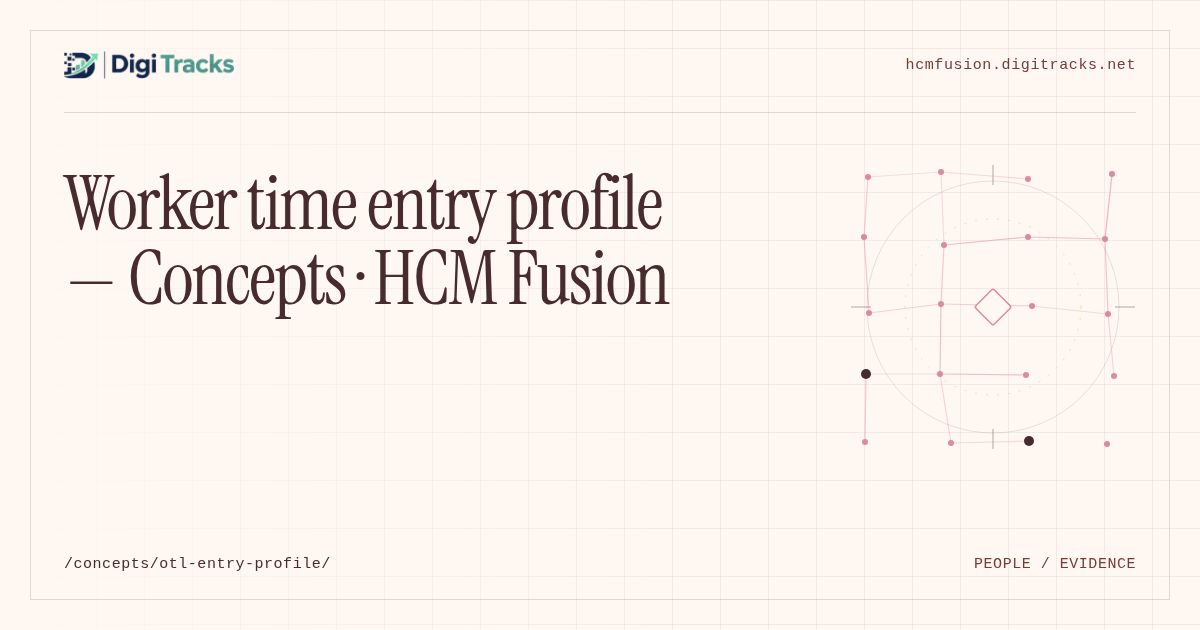 Digi Tracks
hcmfusion.digitracks.net
Worker time entry profile
— Concepts · HCM Fusion
/concepts/otl-entry-profile/
PEOPLE / EVIDENCE